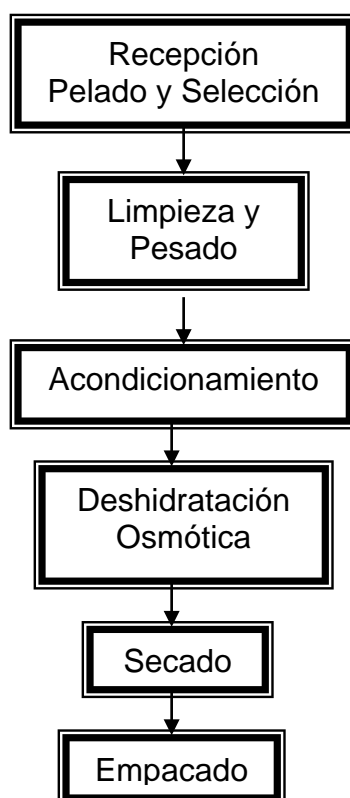 Recepción
Pelado y Selección
Limpieza y
Pesado
Acondicionamiento
Deshidratación
Osmótica
Secado
Empacado